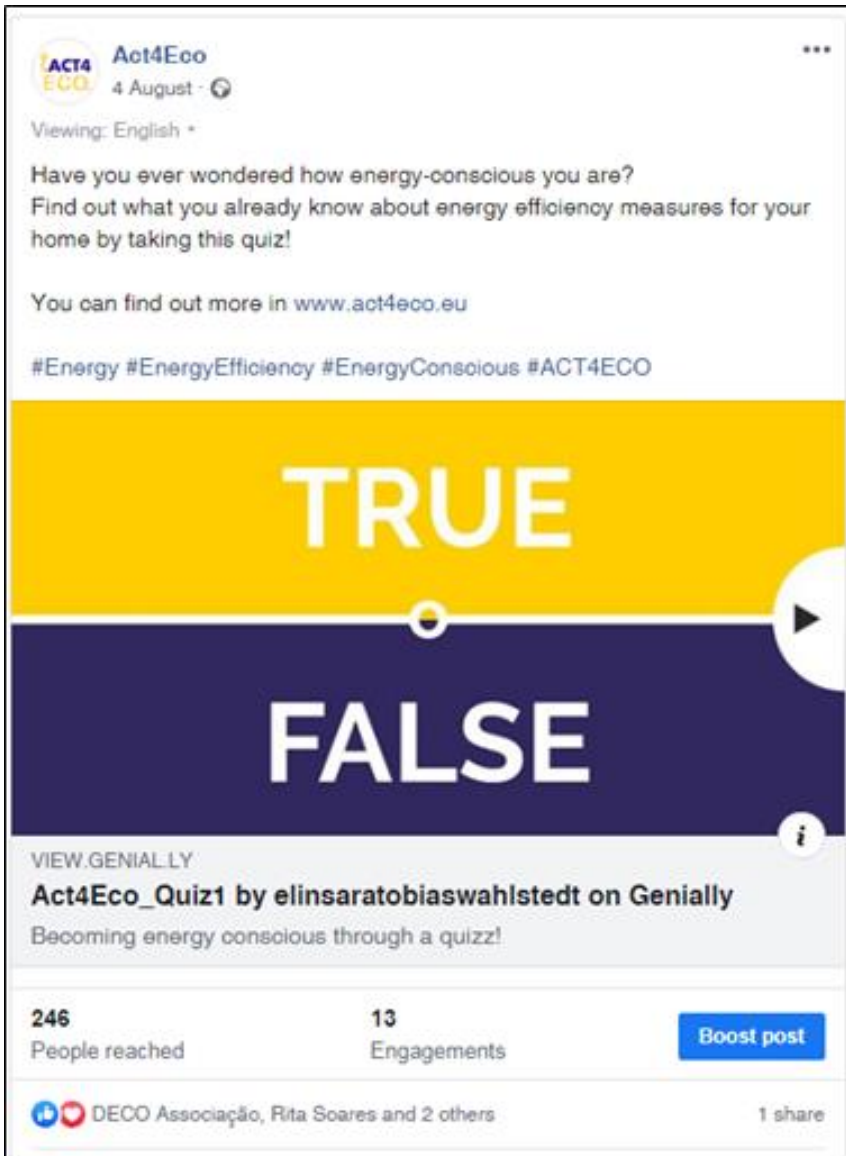 ACT4
ECO.
Act4Eco
4 August ·
Viewing: English
Have you ever wondered how energy-conscious you are?
Find out what you already know about energy efficiency measures for your
home by taking this quiz!
You can find out more in www.act4eco.eu
#Energy #EnergyEfficiency #EnergyConscious #ACT4ECO
TRUE
FALSE
i
VIEW.GENIAL.LY
Act4Eco_Quiz1 by elinsaratobiaswahlstedt on Genially
Becoming energy conscious through a quizz!
246
People reached
13
Engagements
Boost post
DECO Associação, Rita Soares and 2 others
1 share